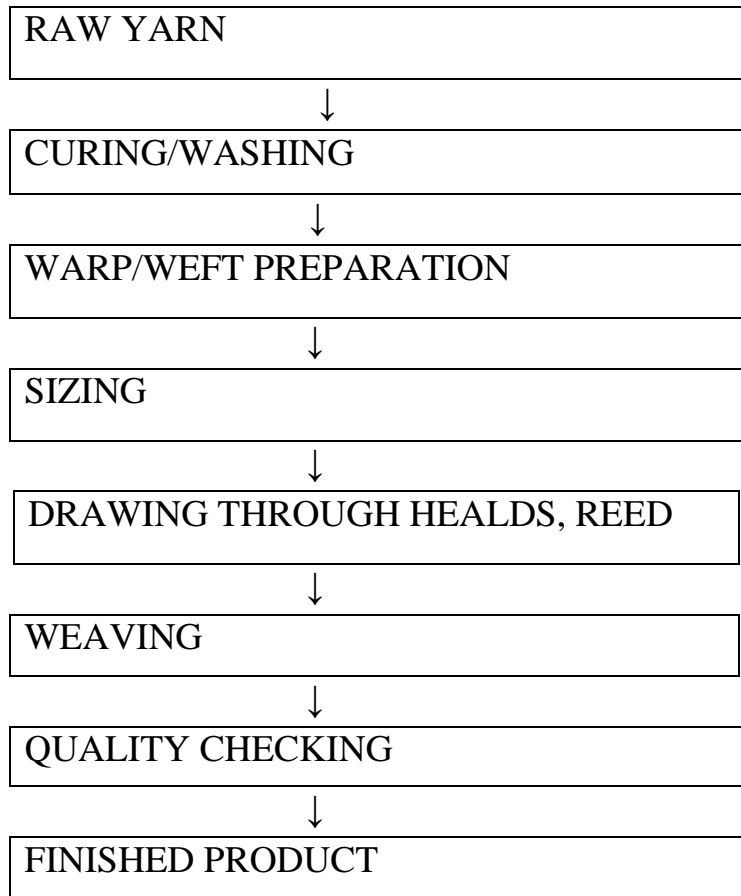 RAW YARN
↓
CURING/WASHING
↓
WARP/WEFT PREPARATION
↓
SIZING
↓
DRAWING THROUGH HEALDS, REED
↓
WEAVING
↓
QUALITY CHECKING
↓
FINISHED PRODUCT